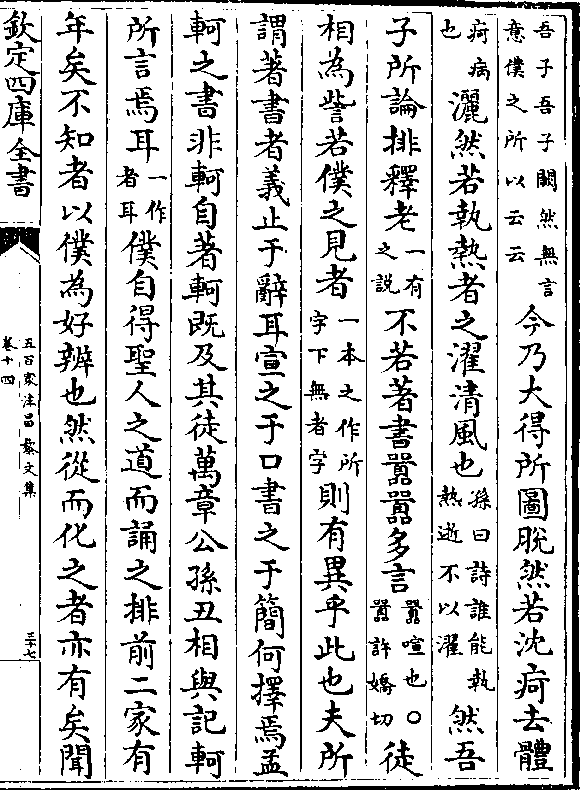 吾子吾子闕然無言
意僕之所以云云
今乃大得所圖脫然若沈痾去體
痾病
也
灑然若執熱者之濯清風也
孫曰詩誰能執
熱逝不以濯
然吾
子所論排釋老
一有
之説
不若著書囂囂多言
囂喧也○
囂許嬌切
徒
相為訾若僕之見者
一本之作所
字下無者字
則有異乎此也夫所
謂著書者義止于辭耳宣之于口書之于簡何擇焉孟
軻之書非軻自著軻既及其徒萬章公孫丑相與記軻
所言焉耳
一作
者耳
僕自得聖人之道而誦之排前二家有
年矣不知者以僕為好辨也然從而化之者亦有矣聞
欽定四庫全書
五百家注昌黎文集
卷十四
三十七